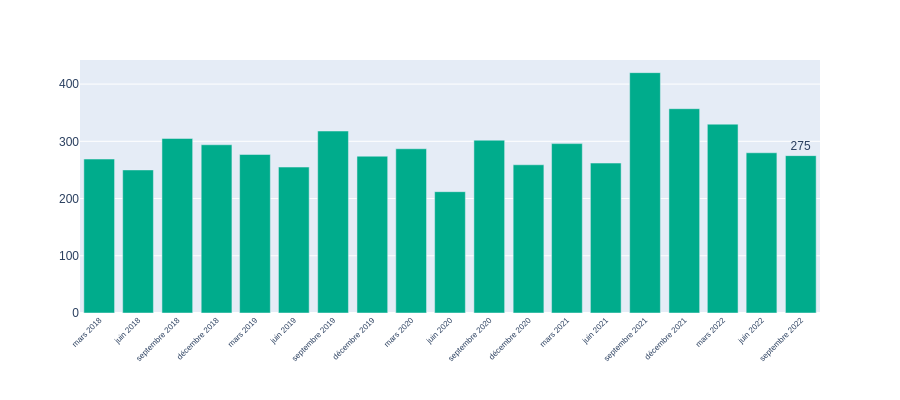 400
300
200
100
0
275
mars 2018
juin 2018
septembre 2018
décembre 2018
mars 2019
juin 2019
septembre 2019
décembre 2019
mars 2020
juin 2020
septembre 2020
décembre 2020
mars 2021
juin 2021
septembre 2021
décembre 2021
mars 2022
juin 2022
septembre 2022